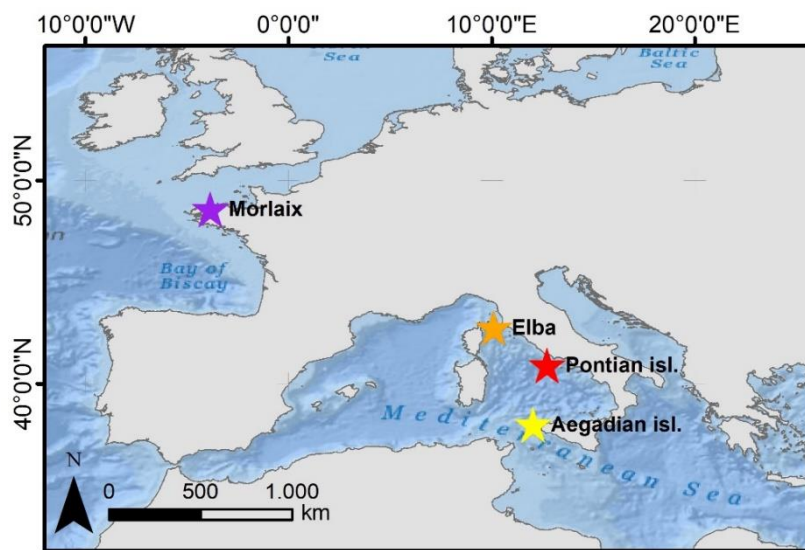 10°0'0"W
0°0'0"
10°0'0"E
20°0'0"E
Sea
Baltic
Sea
50°0'0"N
Morlaix
Bay of
Biscay
Elba
Pontian isl.
40°0'0"N
Aegadian isl.
Mediterranean Sea
N
0
500
1.000
km